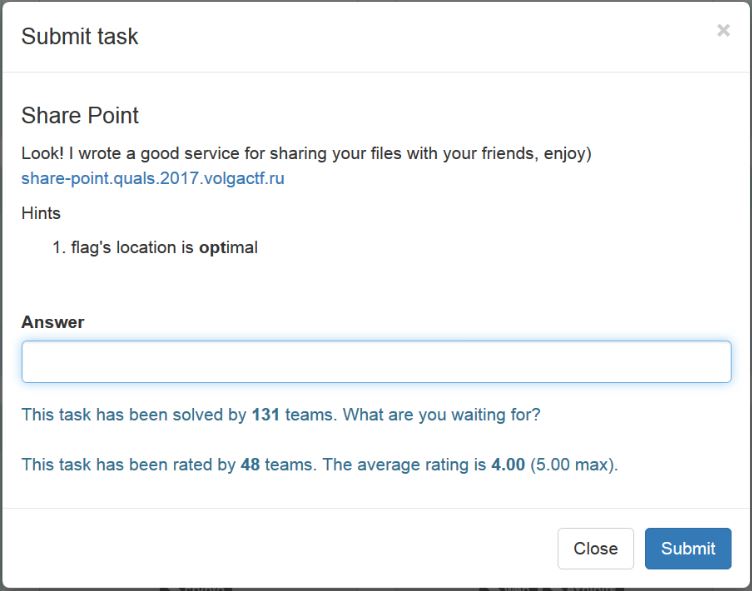 Submit task
×
Share Point
Look! I wrote a good service for sharing your files with your friends, enjoy)
share-point.quals.2017.volgactf.ru
Hints
1. flag's location is optimal
Answer
This task has been solved by 131 teams. What are you waiting for?
This task has been rated by 48 teams. The average rating is 4.00 (5.00 max).
Close Submit